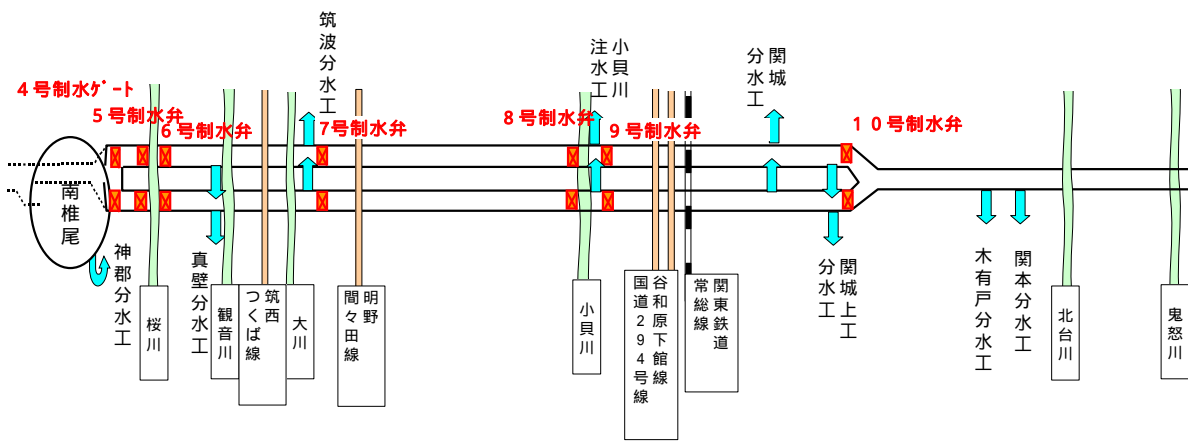 筑波分水工
小貝川
注水工
関城
分水工
4号制水ｹﾞｰﾄ
5号制水弁
6号制水弁
7号制水弁
8号制水弁
9号制水弁
10号制水弁
南椎尾
神郡分水工
桜川
真壁分水工
観音川
筑西
つくば線
大川
明野
間々田線
小貝川
谷和原下館線
国道294号線
関東鉄道
常総線
関城上工
分水工
木有戸分水工
関本分水工
北台川
鬼怒川